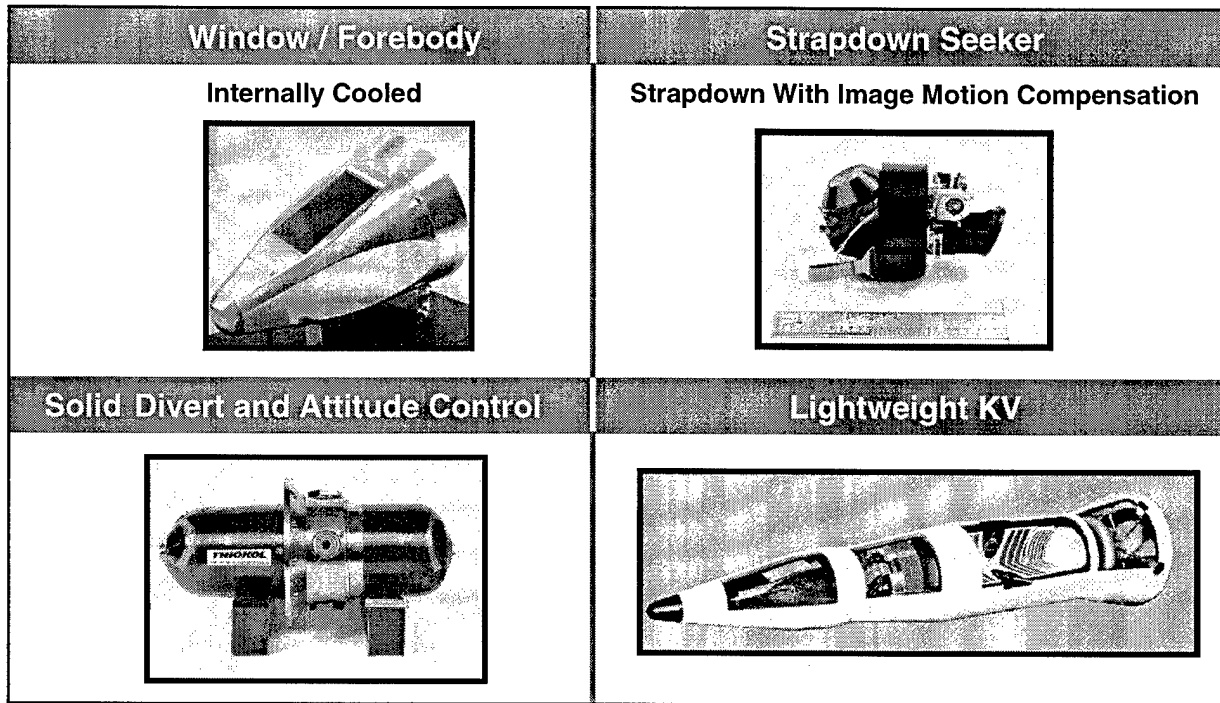 Window / Forebody
Strapdown Seeker
Internally Cooled
Strapdown With Image Motion Compensation
Solid Divert and Attitude Control
Lightweight KV
THIOKOL